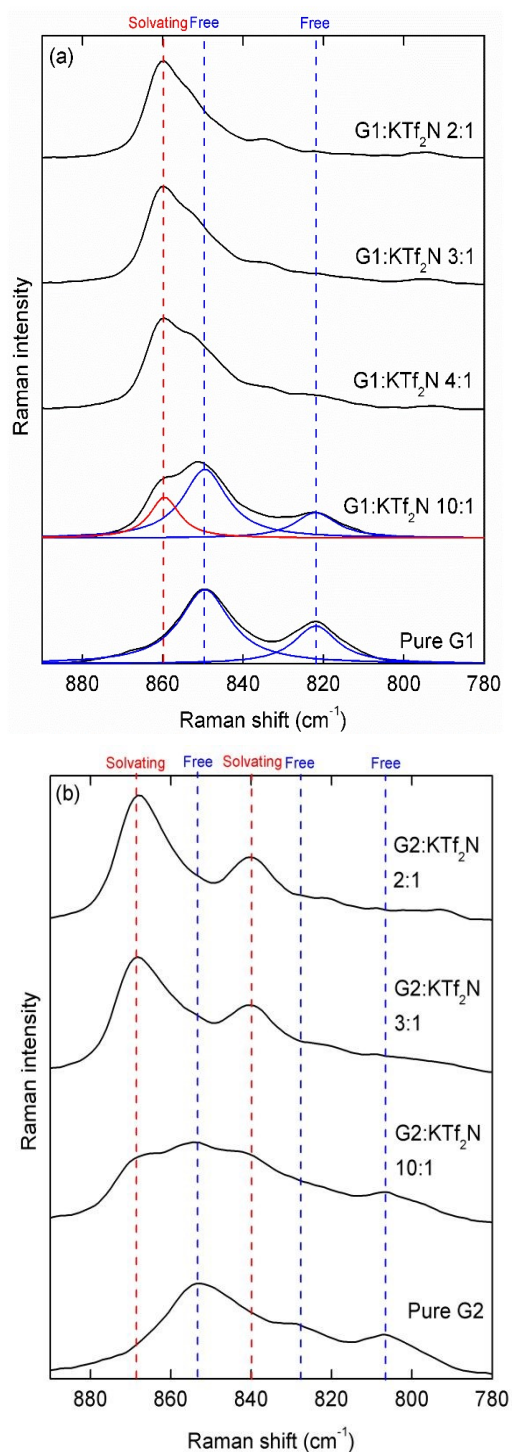 Solvating Free Free
(a)
G1:KTf₂N 2:1
G1:KTf₂N 3:1
G1:KTf₂N 4:1
G1:KTf₂N 10:1
Pure G1
Raman intensity
880 860 840 820 800 780
Raman shift (cm⁻¹)
Solvating Free Solvating Free Free
(b)
G2:KTf₂N
2:1
G2:KTf₂N
3:1
G2:KTf₂N
10:1
Pure G2
Raman intensity
880 860 840 820 800 780
Raman shift (cm⁻¹)